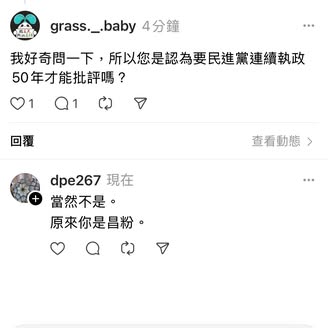 grass._.baby 4分鐘
我好奇問一下，所以您是認為要民進黨連續執政
50年才能批評嗎？
1 1
回覆 查看動態
dpe267 現在
當然不是。
原來你是昌粉。